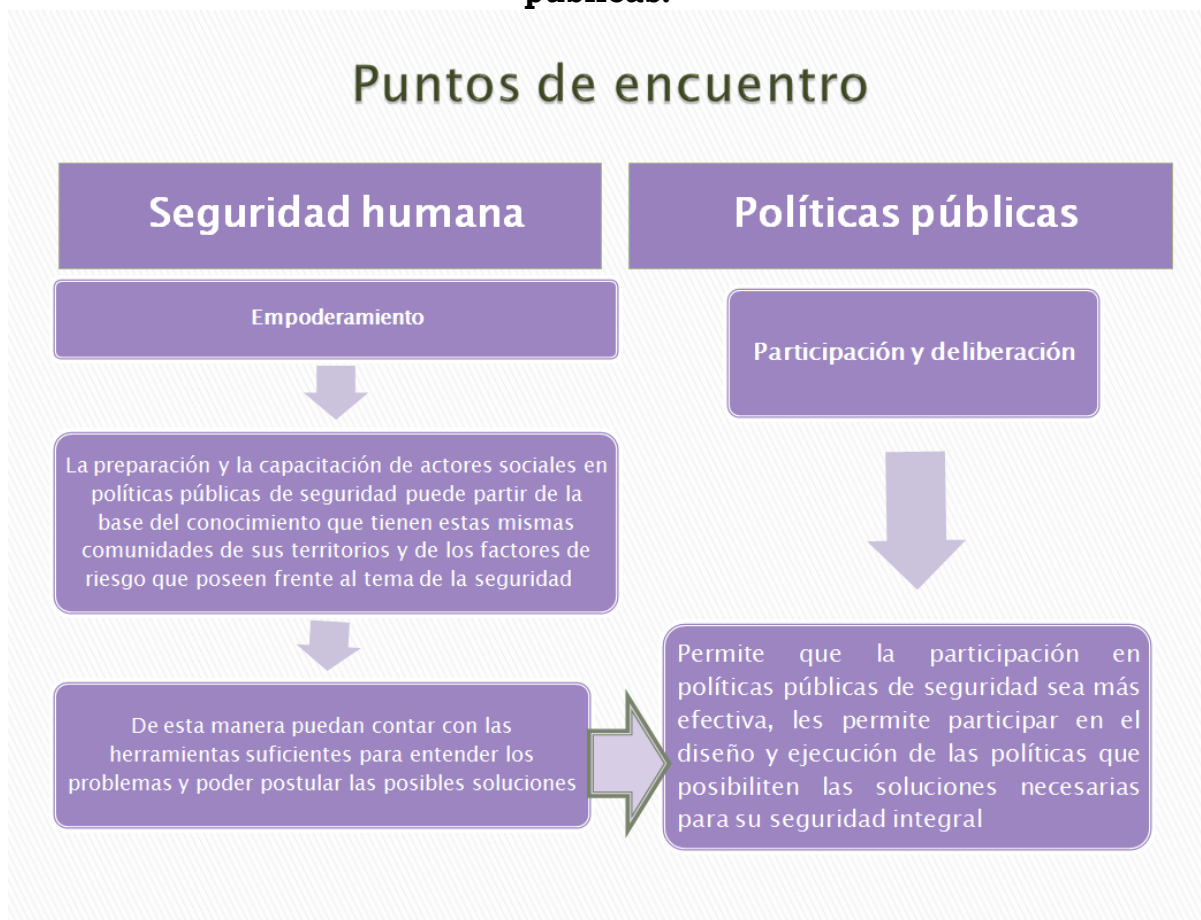 públicas.
Puntos de encuentro
Seguridad humana
Empoderamiento
La preparación y la capacitación de actores sociales en
políticas públicas de seguridad puede partir de la
base del conocimiento que tienen estas mismas
comunidades de sus territorios y de los factores de
riesgo que poseen frente al tema de la seguridad
De esta manera puedan contar con las
herramientas suficientes para entender los
problemas y poder postular las posibles soluciones
Políticas públicas
Participación y deliberación
Permite que la participación en
políticas públicas de seguridad sea más
efectiva, les permite participar en el
diseño y ejecución de las políticas que
posibiliten las soluciones necesarias
para su seguridad integral